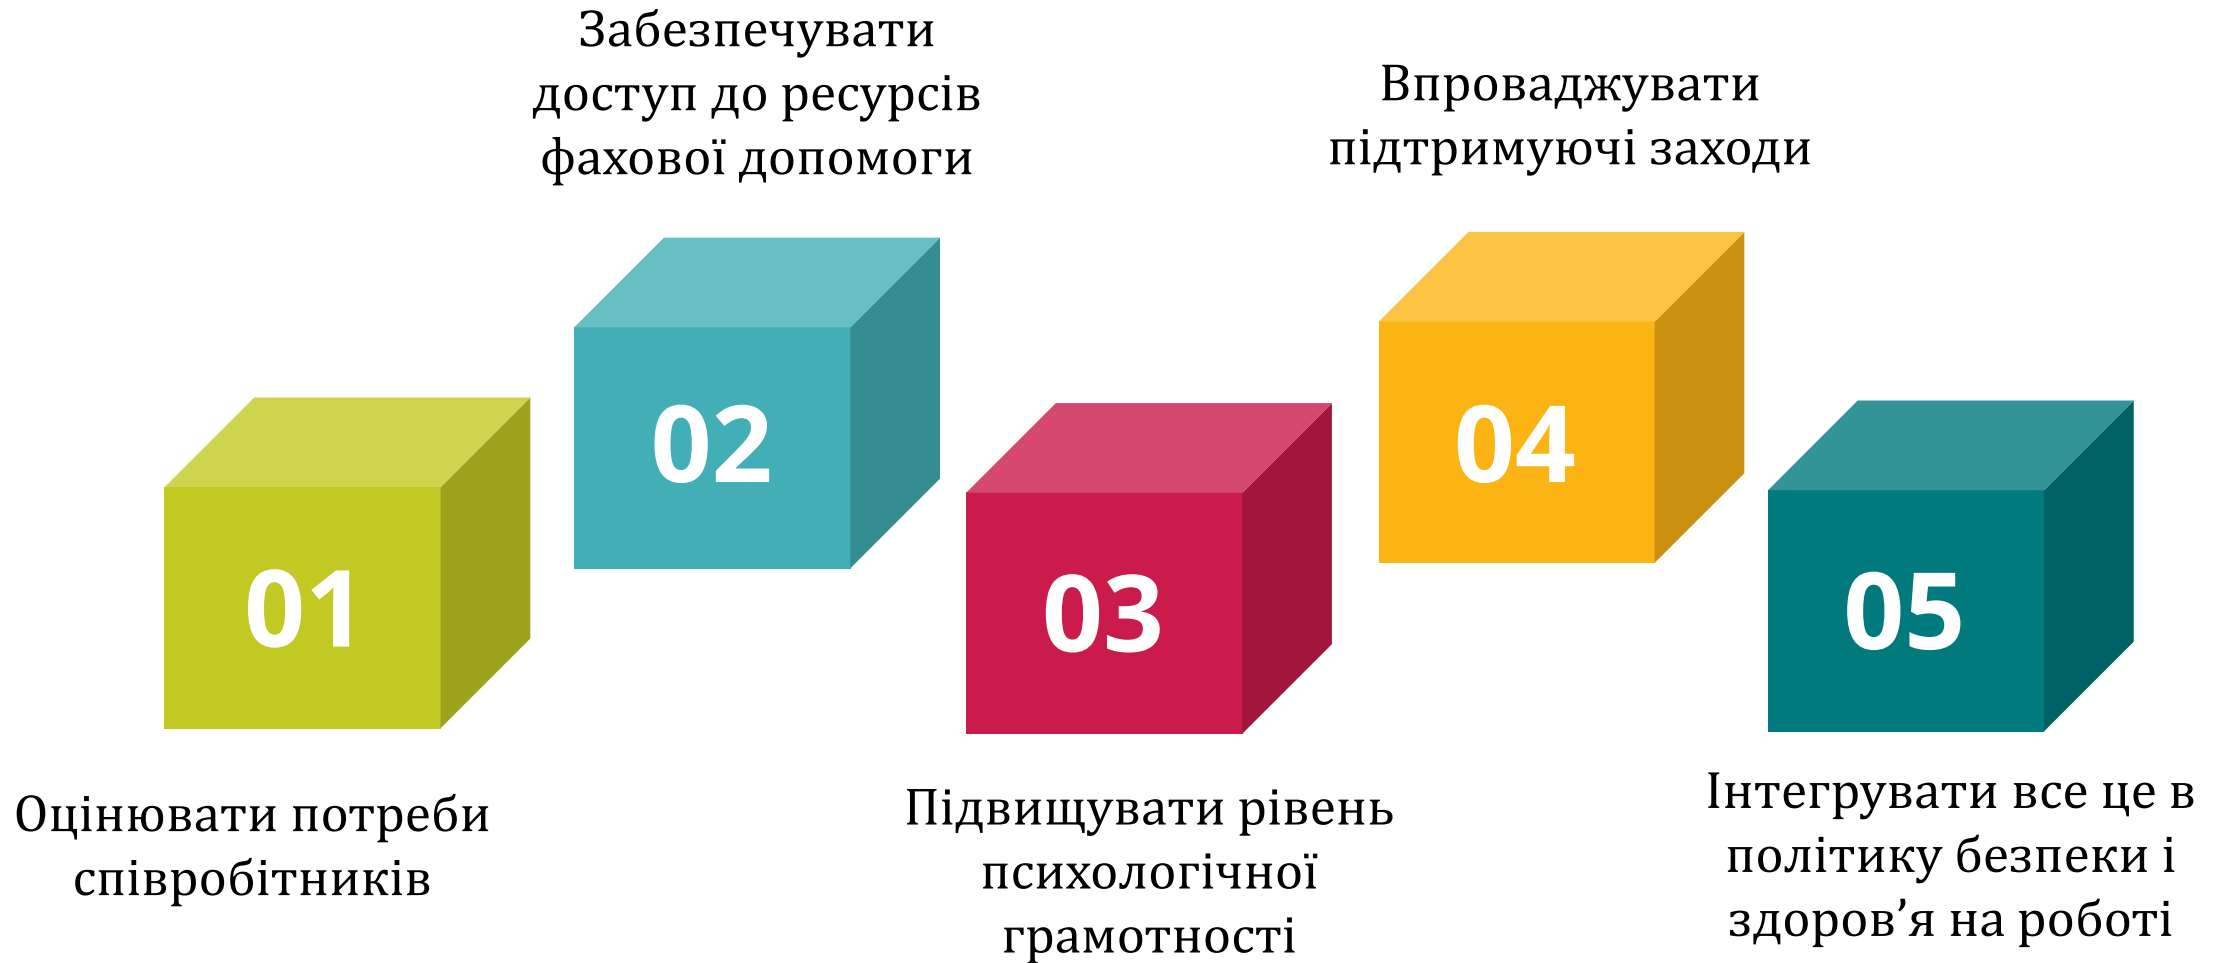 01
Оцінювати потреби
співробітників
Забезпечувати
доступ до ресурсів
фахової допомоги
02
03
Підвищувати рівень
психологічної
грамотності
Впроваджувати
підтримуючі заходи
04
05
Інтегрувати все це в
політику безпеки і
здоров’я на роботі